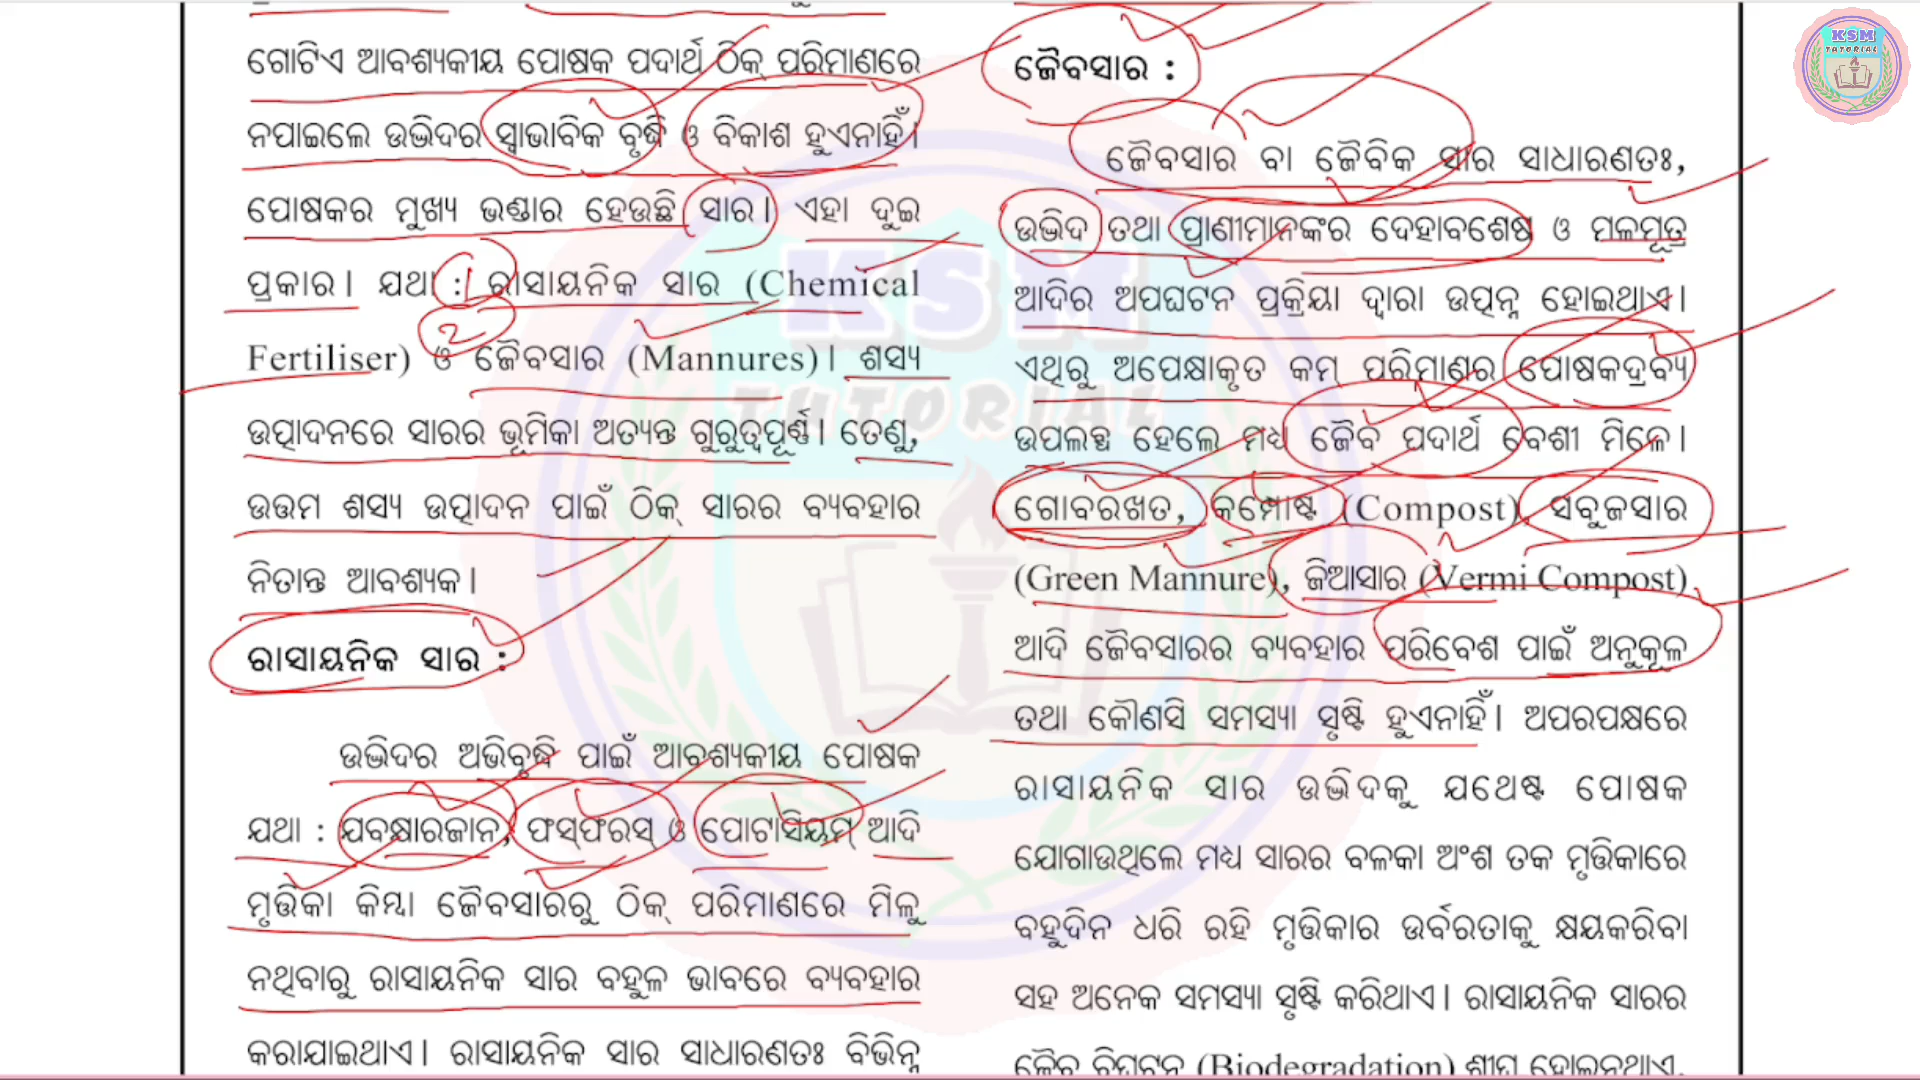 ଗୋଟିଏ ଆବଶ୍ୟକୀୟ ପୋଷକ ପଦାର୍ଥ ଠିକ୍ ପରିମାଣରେ
ନପାଇଲେ ଉଦ୍ଭିଦର ସ୍ୱାଭାବିକ ବୃଦ୍ଧି ଓ ବିକାଶ ହୁଏନାହିଁ।
ପୋଷକର ମୁଖ୍ୟ ଭଣ୍ଡାର ହେଉଛି ସାର। ଏହା ଦୁଇ
ପ୍ରକାର। ଯଥା : ରାସାୟନିକ ସାର (Chemical
Fertiliser) ଓ ଜୈବସାର (Mannures)। ଶସ୍ୟ
ଉତ୍ପାଦନରେ ସାରର ଭୂମିକା ଅତ୍ୟନ୍ତ ଗୁରୁତ୍ୱପୂର୍ଣ୍ଣ। ତେଣୁ,
ଉତ୍ତମ ଶସ୍ୟ ଉତ୍ପାଦନ ପାଇଁ ଠିକ୍ ସାରର ବ୍ୟବହାର
ନିତାନ୍ତ ଆବଶ୍ୟକ।
ରାସାୟନିକ ସାର :
ଉଦ୍ଭିଦର ଅଭିବୃଦ୍ଧି ପାଇଁ ଆବଶ୍ୟକୀୟ ପୋଷକ
ଯଥା : ଯବକ୍ଷାରଜାନ, ଫସ୍‌ଫରସ୍ ଓ ପୋଟାସିୟମ୍ ଆଦି
ମୃତ୍ତିକା କିମ୍ବା ଜୈବସାରରୁ ଠିକ୍ ପରିମାଣରେ ମିଳୁ
ନଥିବାରୁ ରାସାୟନିକ ସାର ବହୁଳ ଭାବରେ ବ୍ୟବହାର
କରାଯାଇଥାଏ। ରାସାୟନିକ ସାର ସାଧାରଣତଃ ବିଭିନ୍ନ
ଜୈବସାର :
ଜୈବସାର ବା ଜୈବିକ ସାର ସାଧାରଣତଃ,
ଉଦ୍ଭିଦ ତଥା ପ୍ରାଣୀମାନଙ୍କର ଦେହାବଶେଷ ଓ ମଳମୂତ୍ର
ଆଦିର ଅପଘଟନ ପ୍ରକ୍ରିୟା ଦ୍ୱାରା ଉତ୍ପନ୍ନ ହୋଇଥାଏ।
ଏଥିରୁ ଅପେକ୍ଷାକୃତ କମ୍ ପରିମାଣର ପୋଷକଦ୍ରବ୍ୟ
ଉପଲବ୍ଧ ହେଲେ ମଧ୍ୟ ଜୈବ ପଦାର୍ଥ ବେଶୀ ମିଳେ।
ଗୋବରଖତ, କମ୍ପୋଷ୍ଟ (Compost), ସବୁଜସାର
(Green Mannure), ଜିଆସାର (Vermi Compost)
ଆଦି ଜୈବସାରର ବ୍ୟବହାର ପରିବେଶ ପାଇଁ ଅନୁକୂଳ
ତଥା କୌଣସି ସମସ୍ୟା ସୃଷ୍ଟି ହୁଏନାହିଁ। ଅପରପକ୍ଷରେ
ରାସାୟନିକ ସାର ଉଦ୍ଭିଦକୁ ଯଥେଷ୍ଟ ପୋଷକ
ଯୋଗାଉଥିଲେ ମଧ୍ୟ ସାରର ବଳକା ଅଂଶ ତକ ମୃତ୍ତିକାରେ
ବହୁଦିନ ଧରି ରହି ମୃତ୍ତିକାର ଉର୍ବରତାକୁ କ୍ଷୟକରିବା
ସହ ଅନେକ ସମସ୍ୟା ସୃଷ୍ଟି କରିଥାଏ। ରାସାୟନିକ ସାରର
ଜୈବ ବିଘଟନ (Biodegradation) ଶୀଘ୍ର ହୋଇନଥାଏ,
KSM
TUTORIAL